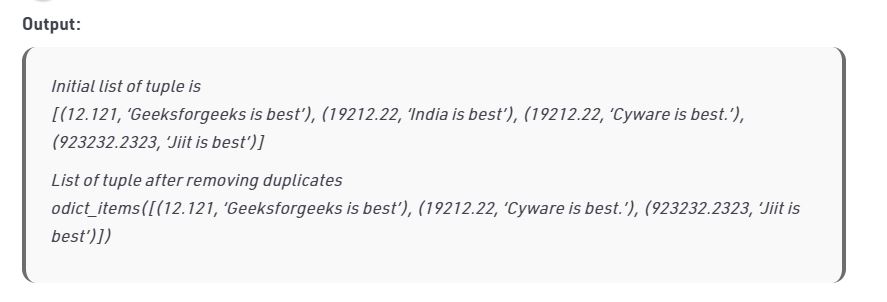 Output:
Initial list of tuple is
[(12.121, ‘Geeksforgeeks is best’), (19212.22, ‘India is best’), (19212.22, ‘Cyware is best.’),
(923232.2323, ‘Jiit is best’)]
List of tuple after removing duplicates
odict_items([(12.121, ‘Geeksforgeeks is best’), (19212.22, ‘Cyware is best.’), (923232.2323, ‘Jiit is
best’)])